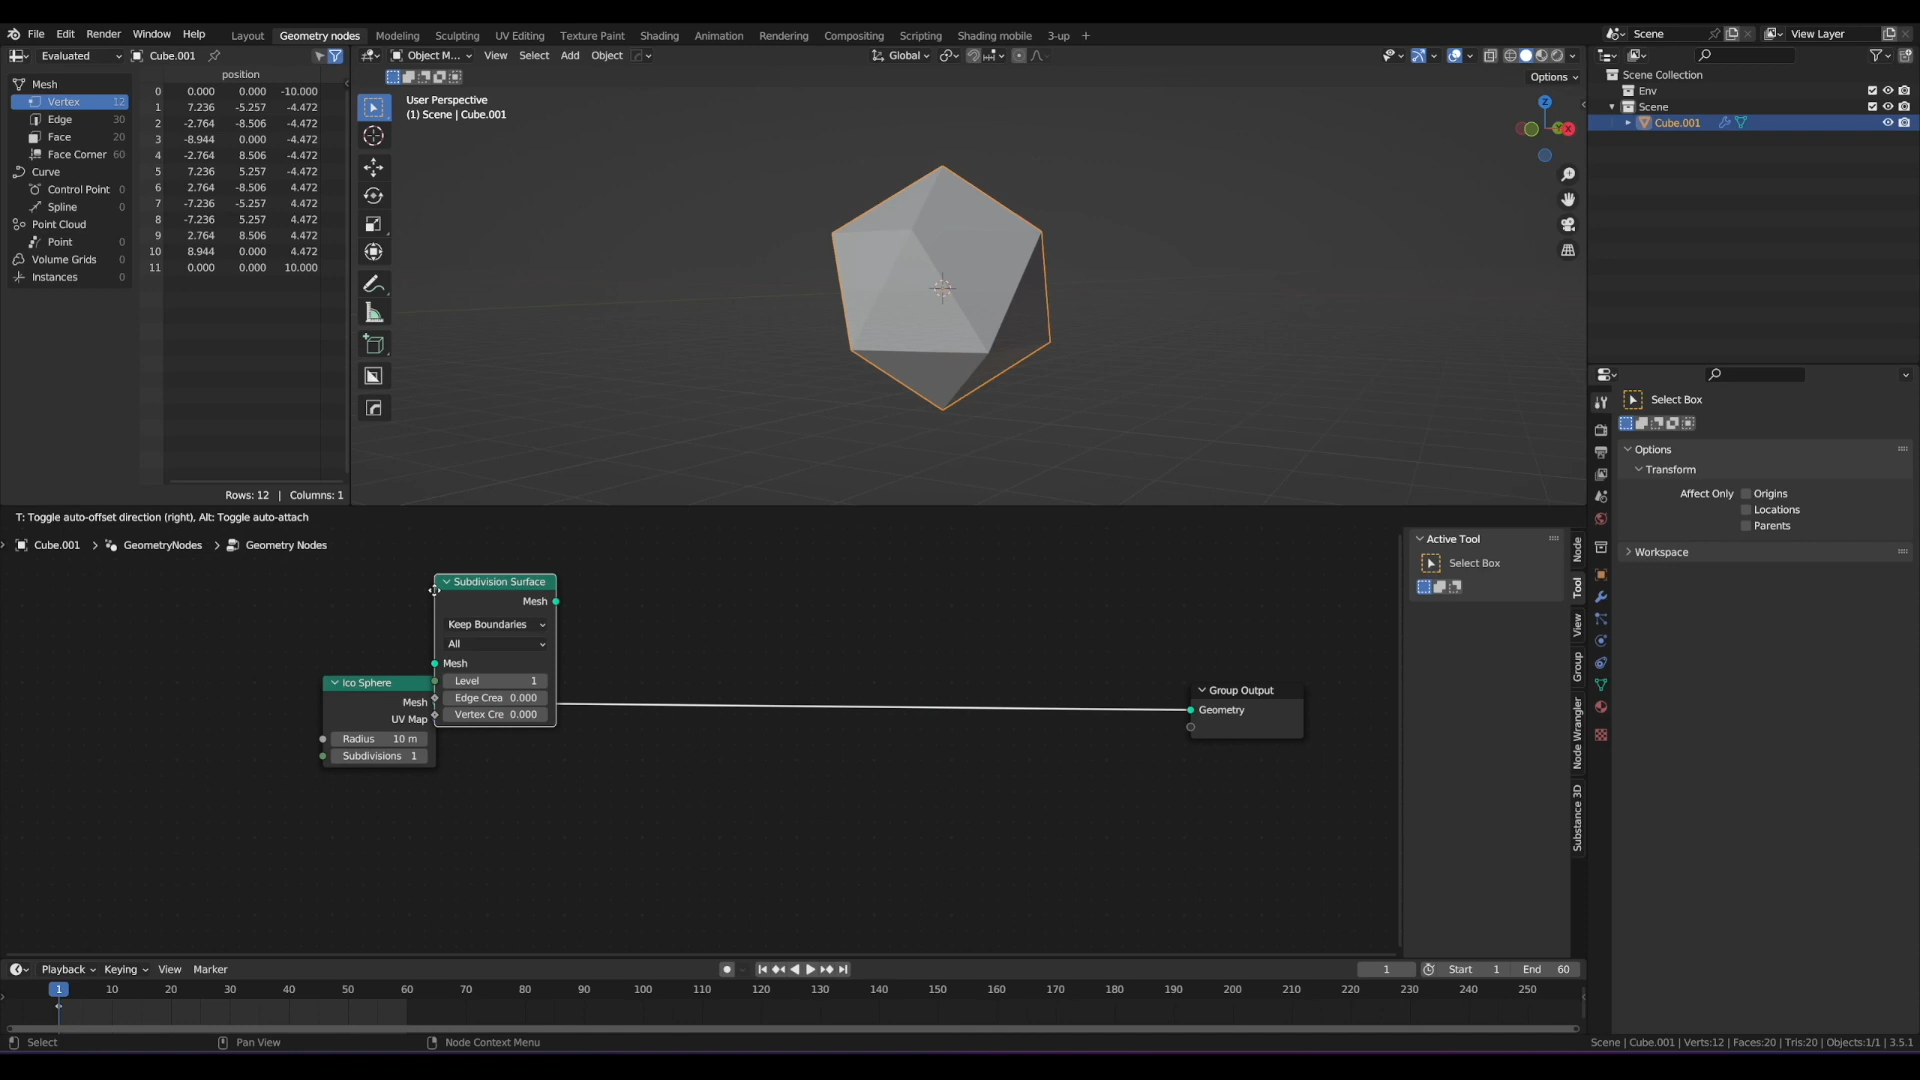 File Edit Render Window Help Layout Geometry nodes Modeling Sculpting UV Editing Texture Paint Shading Animation Rendering Compositing Scripting Shading mobile 3-up + Scene View Layer
Evaluated Cube.001 Object M... View Select Add Object Global
position
Options
Mesh
Vertex 12
Edge 30
Face 20
Face Corner 60
Curve
Control Point 0
Spline 0
Point Cloud
Point 0
Volume Grids 0
Instances 0
0 0.000 0.000 -10.000
1 7.236 -5.257 -4.472
2 -2.764 -8.506 -4.472
3 -8.944 0.000 -4.472
4 -2.764 8.506 -4.472
5 7.236 5.257 -4.472
6 2.764 -8.506 4.472
7 -7.236 -5.257 4.472
8 -7.236 5.257 4.472
9 2.764 8.506 4.472
10 8.944 0.000 4.472
11 0.000 0.000 10.000
Rows: 12 | Columns: 1
User Perspective
(1) Scene | Cube.001
Z
Y
X
Scene Collection
Env
Scene
Cube.001
Select Box
Options
Transform
Affect Only Origins
Locations
Parents
Workspace
T: Toggle auto-offset direction (right), Alt: Toggle auto-attach
Cube.001 > GeometryNodes > Geometry Nodes
Subdivision Surface
Mesh
Keep Boundaries
All
Mesh
Level 1
Edge Crea 0.000
Vertex Cre 0.000
Ico Sphere
Mesh
UV Map
Radius 10 m
Subdivisions 1
Group Output
Geometry
Active Tool
Select Box
Node
Tool
View
Group
Node Wrangler
Substance 3D
Playback Keying View Marker 1 Start 1 End 60
1 10 20 30 40 50 60 70 80 90 100 110 120 130 140 150 160 170 180 190 200 210 220 230 240 250
Select Pan View Node Context Menu Scene | Cube.001 | Verts:12 | Faces:20 | Tris:20 | Objects:1/1 | 3.5.1